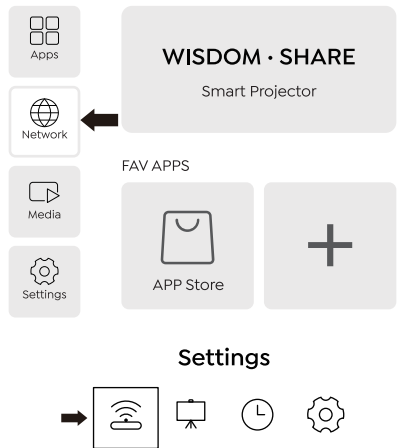 Apps
WISDOM · SHARE
Smart Projector
Network
FAV APPS
Media
APP Store
Settings
Settings